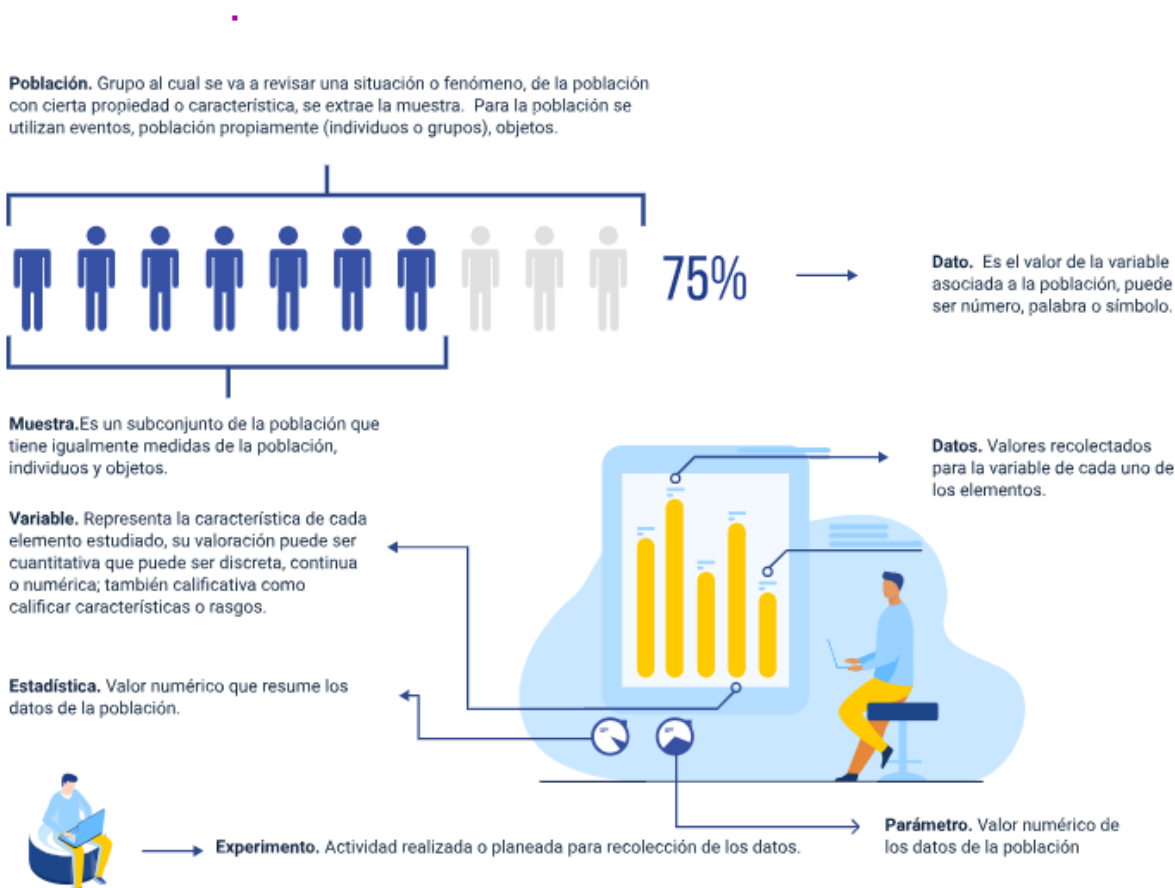 Población. Grupo al cual se va a revisar una situación o fenómeno, de la población
con cierta propiedad o característica, se extrae la muestra. Para la población se
utilizan eventos, población propiamente (individuos o grupos), objetos.
75%
Dato. Es el valor de la variable
asociada a la población, puede
ser número, palabra o símbolo.
Muestra.Es un subconjunto de la población que
tiene igualmente medidas de la población,
individuos y objetos.
Datos. Valores recolectados
para la variable de cada uno de
los elementos.
Variable. Representa la característica de cada
elemento estudiado, su valoración puede ser
cuantitativa que puede ser discreta, continua
o numérica; también calificativa como
calificar características o rasgos.
Estadística. Valor numérico que resume los
datos de la población.
Parámetro. Valor numérico de
los datos de la población
Experimento. Actividad realizada o planeada para recolección de los datos.